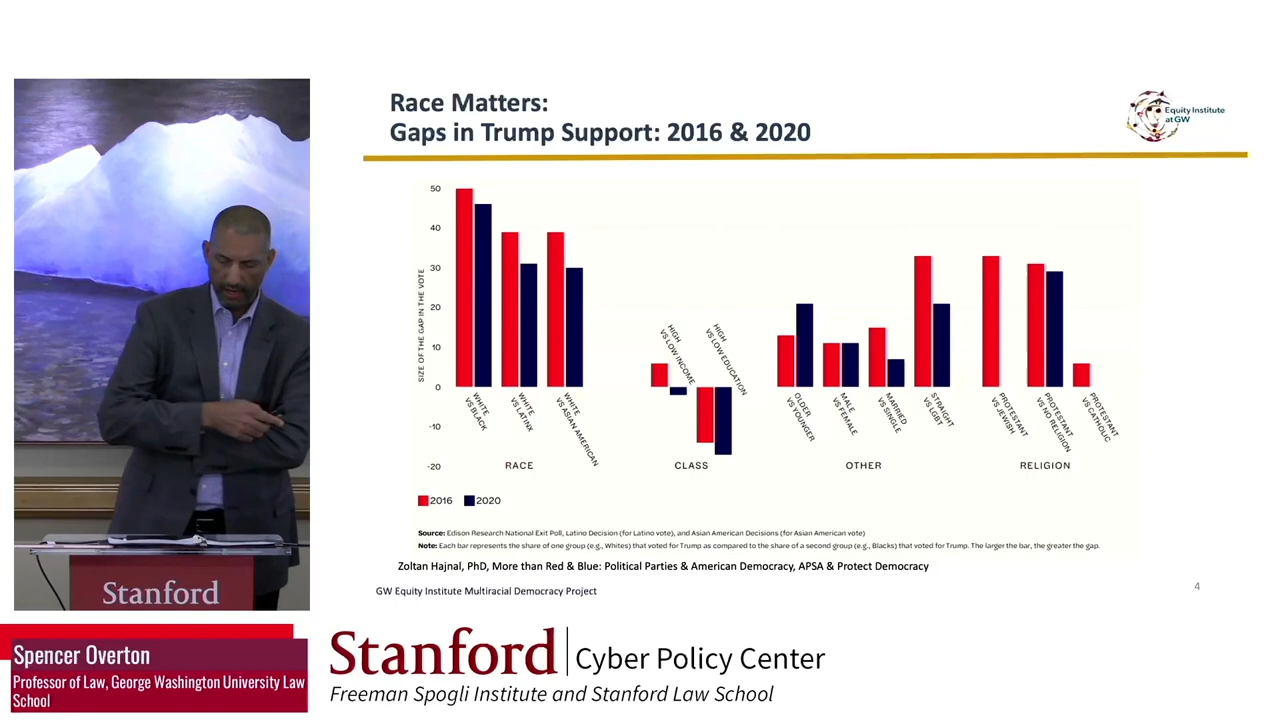 Race Matters:
Gaps in Trump Support: 2016 & 2020
Equity Institute
at GW
SIZE OF THE GAP IN THE VOTE
50
40
30
20
10
0
-10
-20
WHITE
VS BLACK
WHITE
VS LATINX
WHITE
VS ASIAN AMERICAN
HIGH
VS LOW INCOME
HIGH
VS LOW EDUCATION
OLDER
VS YOUNGER
MALE
VS FEMALE
MARRIED
VS SINGLE
STRAIGHT
VS LGBT
PROTESTANT
VS JEWISH
PROTESTANT
VS NO RELIGION
PROTESTANT
VS CATHOLIC
RACE
CLASS
OTHER
RELIGION
2016
2020
Source: Edison Research National Exit Poll, Latino Decision (for Latino vote), and Asian American Decisions (for Asian American vote)
Note: Each bar represents the share of one group (e.g., Whites) that voted for Trump as compared to the share of a second group (e.g., Blacks) that voted for Trump. The larger the bar, the greater the gap.
Zoltan Hajnal, PhD, More than Red & Blue: Political Parties & American Democracy, APSA & Protect Democracy
GW Equity Institute Multiracial Democracy Project
4
Stanford
Spencer Overton
Professor of Law, George Washington University Law
School
Stanford
Cyber Policy Center
Freeman Spogli Institute and Stanford Law School